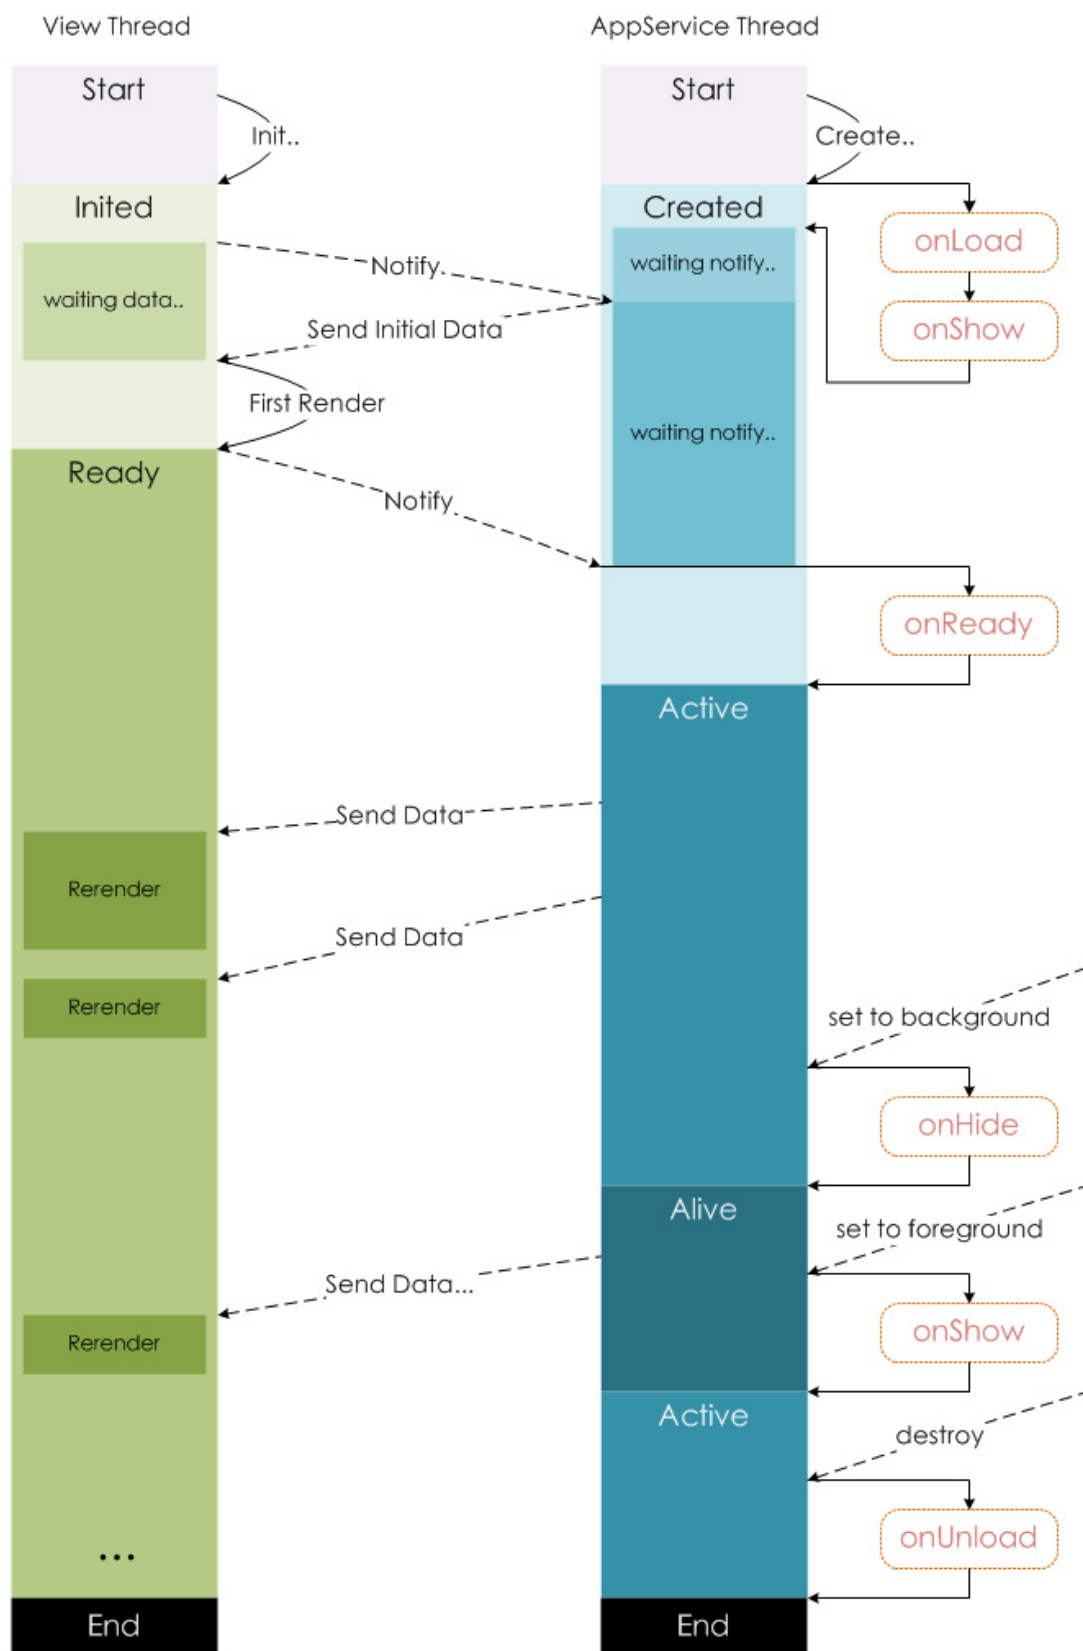 View Thread
AppService Thread
Start
Start
Init..
Create..
Inited
Created
onLoad
Notify
waiting notify..
waiting data..
Send Initial Data
onShow
First Render
waiting notify..
Ready
Notify
onReady
Active
Send Data
Rerender
Send Data
Rerender
set to background
onHide
Alive
set to foreground
Send Data...
onShow
Rerender
Active
destroy
onUnload
...
End
End